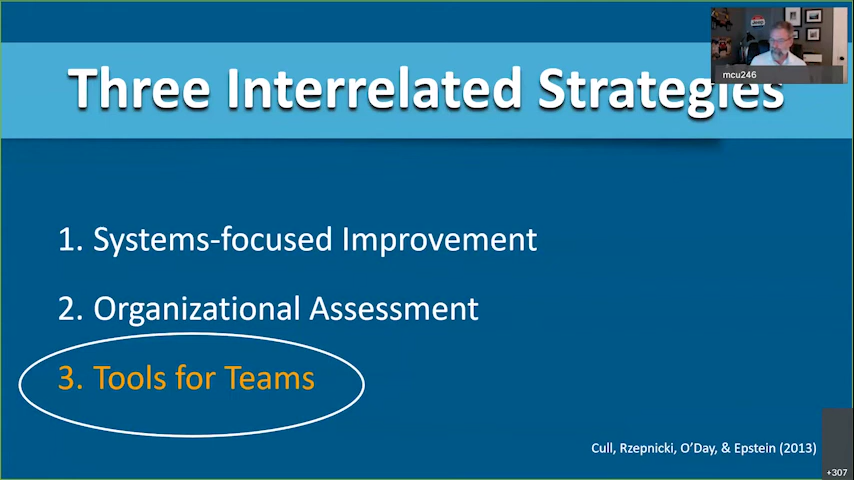 Three Interrelated Strategies
mcu246
1. Systems-focused Improvement
2. Organizational Assessment
3. Tools for Teams
Cull, Rzepnicki, O’Day, & Epstein (2013)
+307